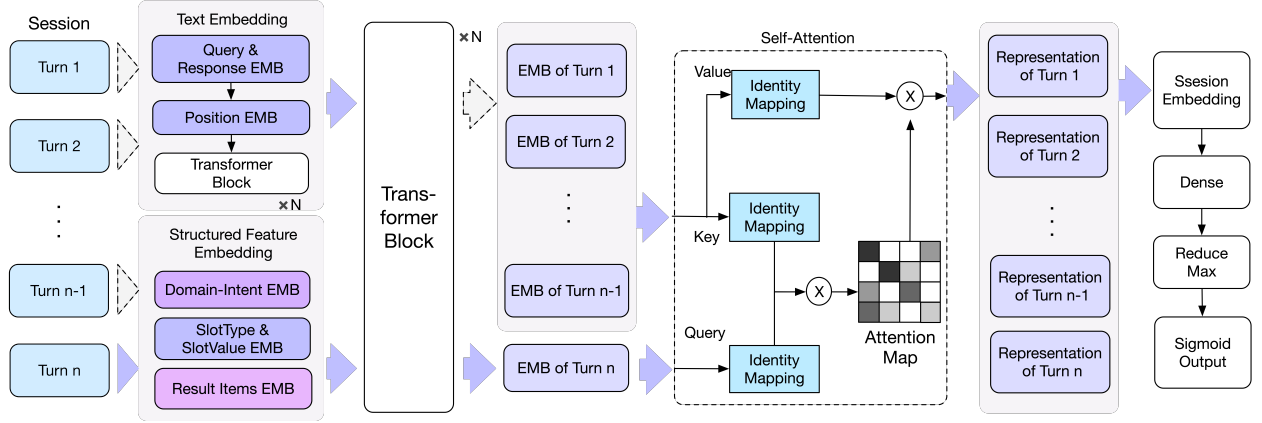 Session
Turn 1
Turn 2
Turn n-1
Turn n
Text Embedding
Query &
Response EMB
Position EMB
Transformer
Block
×N
Structured Feature
Embedding
Domain-Intent EMB
SlotType &
SlotValue EMB
Result Items EMB
Trans-
former
Block
×N
EMB of Turn 1
EMB of Turn 2
EMB of Turn n-1
EMB of Turn n
Self-Attention
Value
Identity
Mapping
X
Key
Identity
Mapping
X
Query
Identity
Mapping
Attention
Map
Representation
of Turn 1
Representation
of Turn 2
Representation
of Turn n-1
Representation
of Turn n
Ssesion
Embedding
Dense
Reduce
Max
Sigmoid
Output